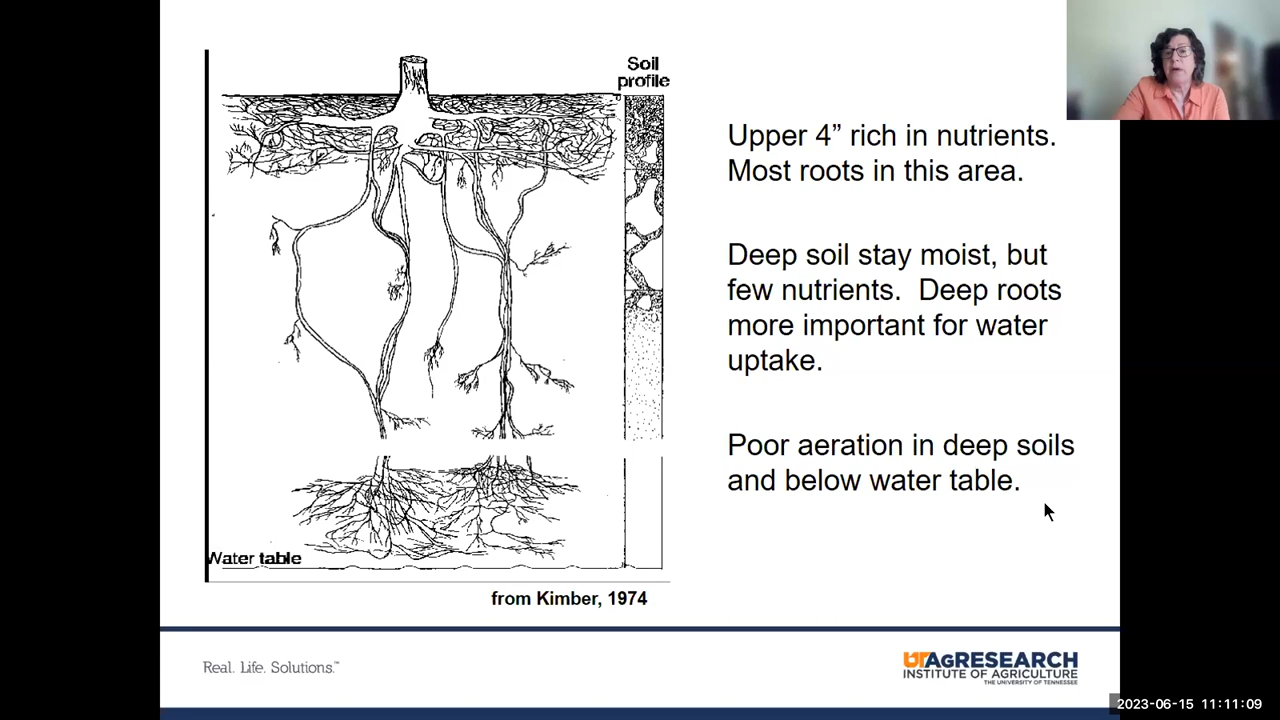 Soil
profile
Upper 4” rich in nutrients.
Most roots in this area.
Deep soil stay moist, but
few nutrients.  Deep roots
more important for water
uptake.
Poor aeration in deep soils
and below water table.
Water table
from Kimber, 1974
Real. Life. Solutions.™
UT AGRESEARCH
INSTITUTE OF AGRICULTURE
THE UNIVERSITY OF TENNESSEE
2023-06-15 11:11:09